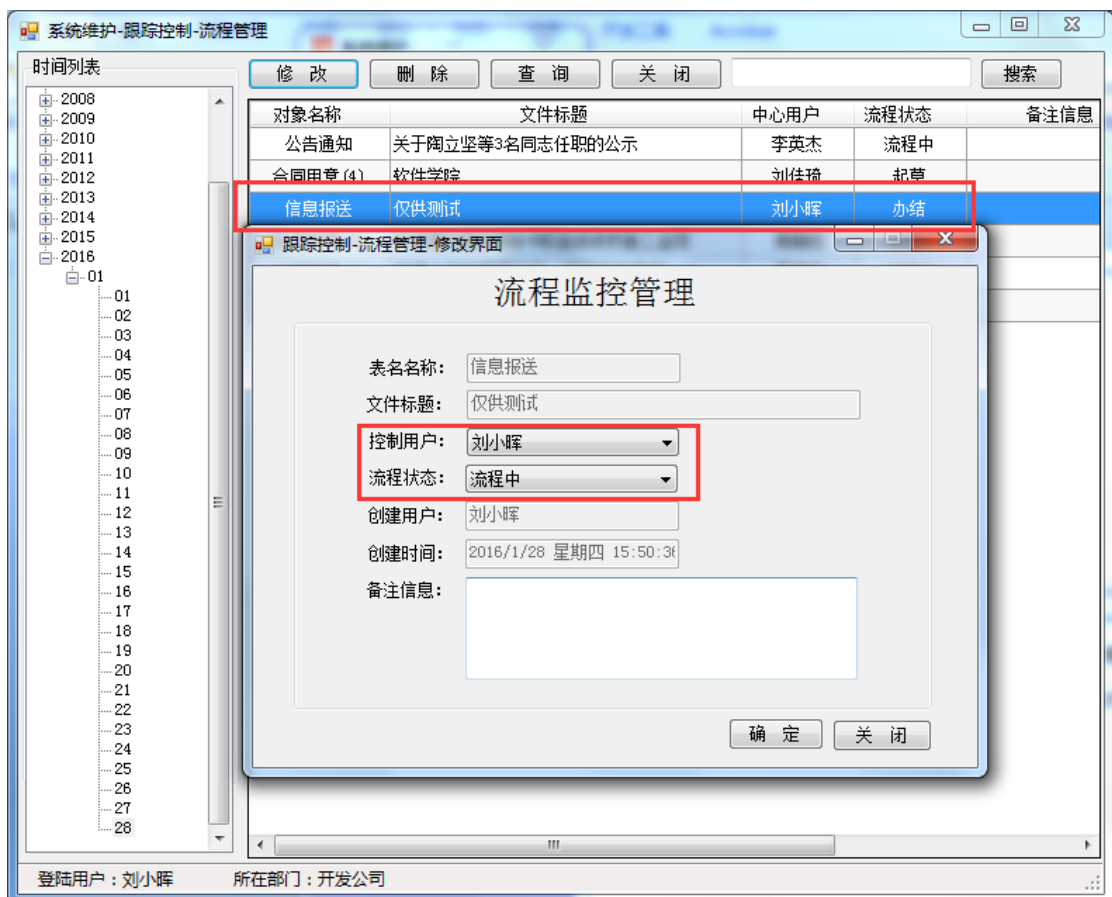 系统维护-跟踪控制-流程管理
时间列表
修 改 删 除 查 询 关 闭 搜索
2008
2009
2010
2011
2012
2013
2014
2015
2016
01
01
02
03
04
05
06
07
08
09
10
11
12
13
14
15
16
17
18
19
20
21
22
23
24
25
26
27
28
对象名称 文件标题 中心用户 流程状态 备注信息
公告通知 关于陶立坚等3名同志任职的公示 李英杰 流程中
合同用章(4) 软件学院 刘佳琦 起草
信息报送 仅供测试 刘小晖 办结
跟踪控制-流程管理-修改界面
流程监控管理
表名名称: 信息报送
文件标题: 仅供测试
控制用户: 刘小晖
流程状态: 流程中
创建用户: 刘小晖
创建时间: 2016/1/28 星期四 15:50:36
备注信息:
确 定 关 闭
登陆用户:刘小晖 所在部门:开发公司